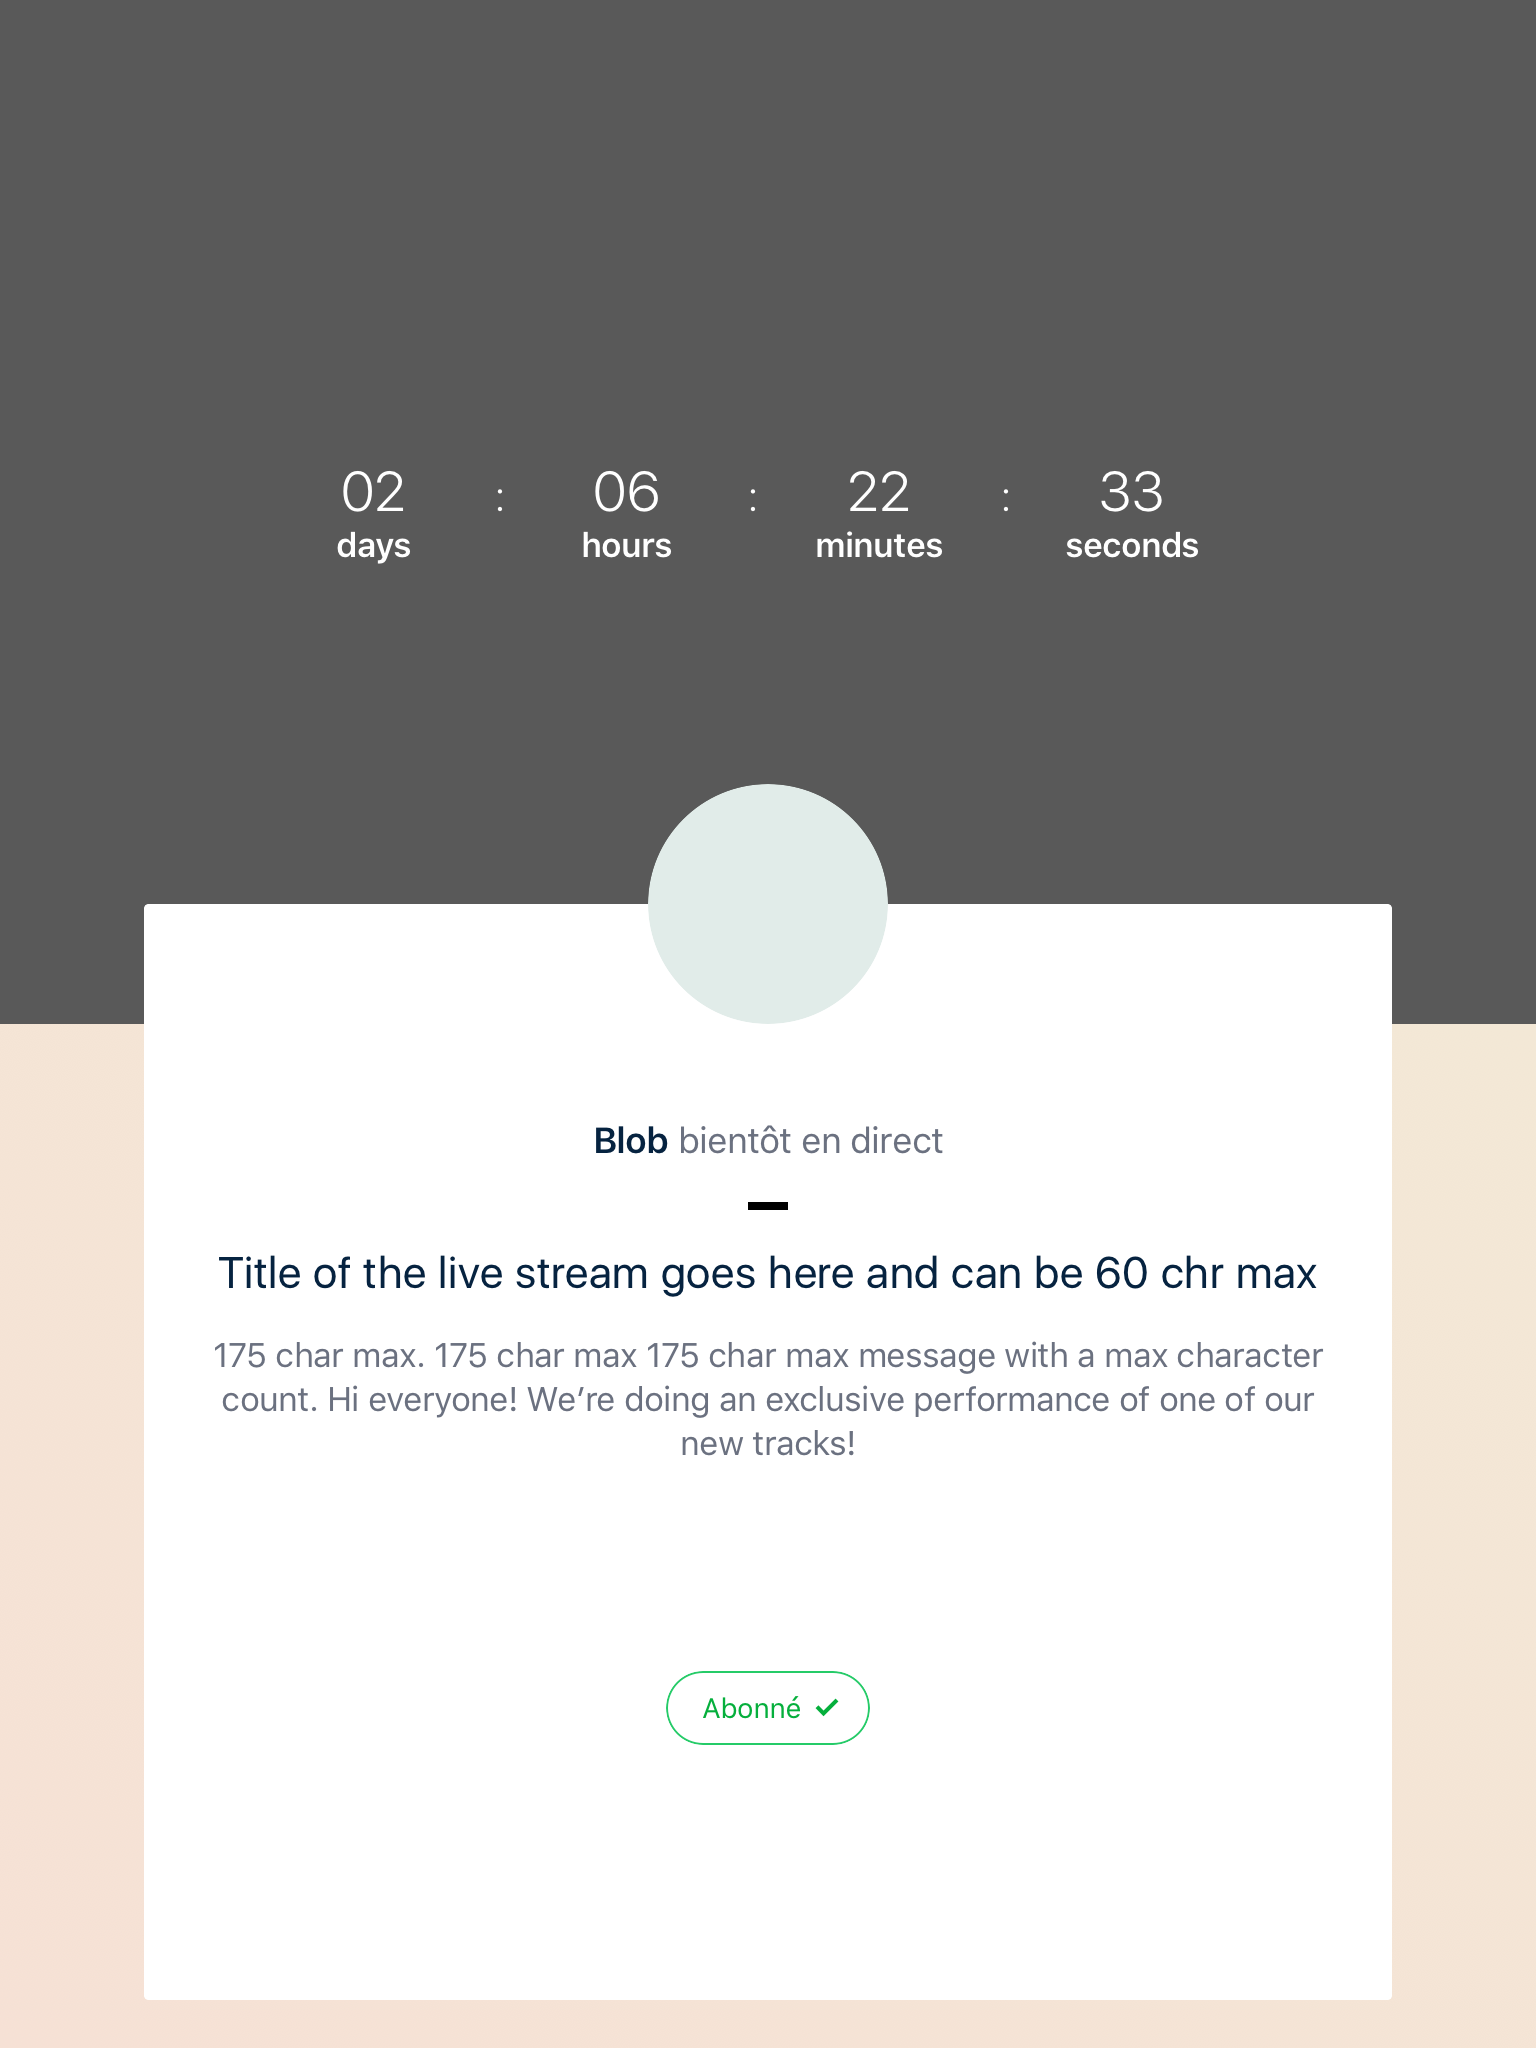 02 : 06 : 22 : 33
days hours minutes seconds
Blob bientôt en direct
Title of the live stream goes here and can be 60 chr max
175 char max. 175 char max 175 char max message with a max character
count. Hi everyone! We’re doing an exclusive performance of one of our
new tracks!
Abonné